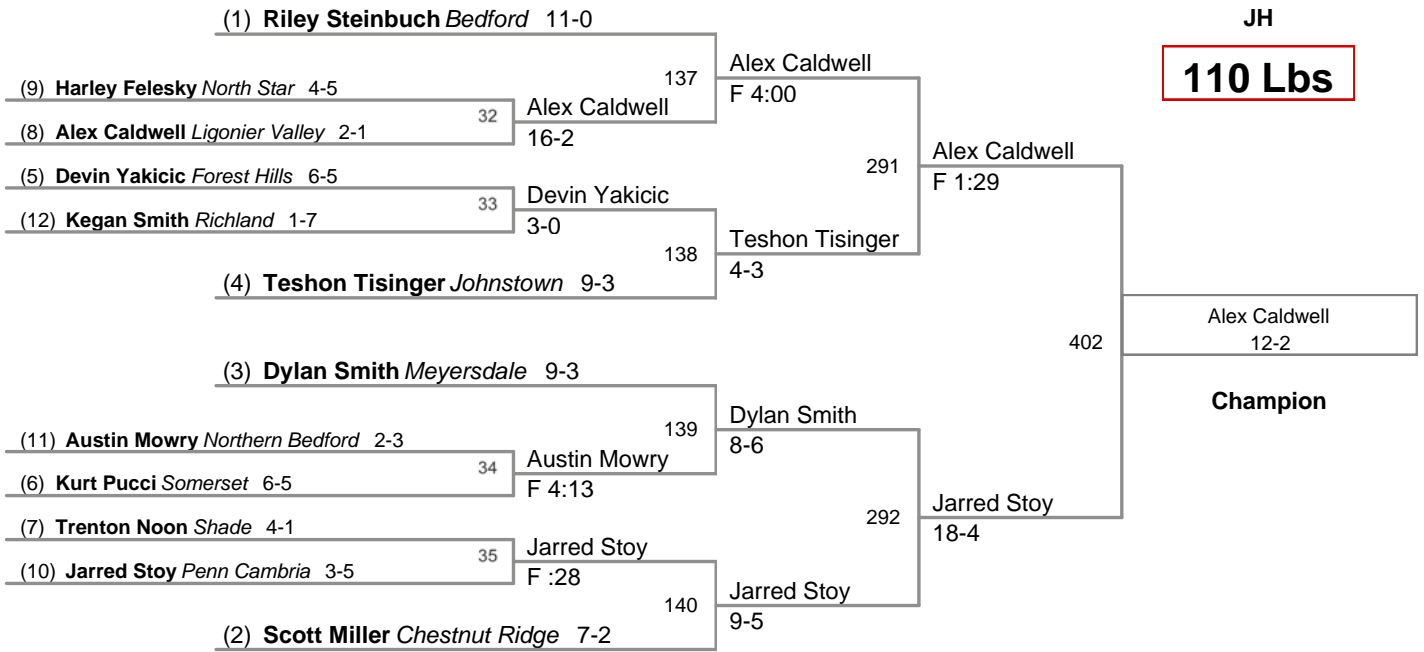 (1) Riley Steinbuch Bedford 11-0
JH
110 Lbs
137
Alex Caldwell
F 4:00
(9) Harley Felesky North Star 4-5
32
Alex Caldwell
16-2
(8) Alex Caldwell Ligonier Valley 2-1
291
Alex Caldwell
F 1:29
(5) Devin Yakicic Forest Hills 6-5
33
Devin Yakicic
3-0
(12) Kegan Smith Richland 1-7
138
Teshon Tisinger
4-3
(4) Teshon Tisinger Johnstown 9-3
402
Alex Caldwell
12-2
Champion
(3) Dylan Smith Meyersdale 9-3
139
Dylan Smith
8-6
(11) Austin Mowry Northern Bedford 2-3
34
Austin Mowry
F 4:13
(6) Kurt Pucci Somerset 6-5
292
Jarred Stoy
18-4
(7) Trenton Noon Shade 4-1
35
Jarred Stoy
F :28
(10) Jarred Stoy Penn Cambria 3-5
140
Jarred Stoy
9-5
(2) Scott Miller Chestnut Ridge 7-2